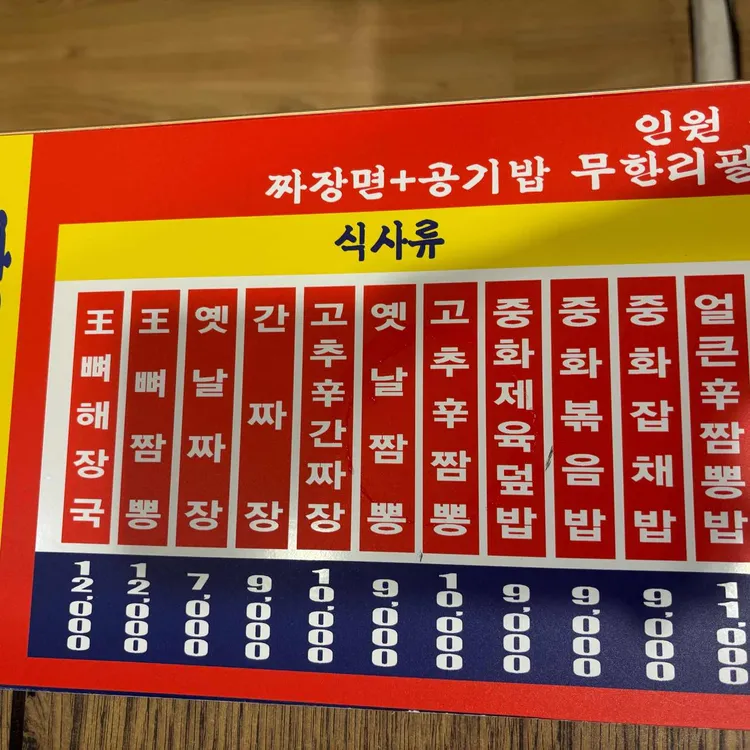 인원
짜장면+공기밥 무한리필
식사류
王뼈해장국
王뼈짬뽕
옛날짜장
간짜장
고추辛간짜장
옛날짬뽕
고추辛짬뽕
중화제육덮밥
중화볶음밥
중화잡채밥
얼큰辛짬뽕밥
12,000
12,000
7,000
9,000
10,000
9,000
10,000
9,000
9,000
9,000
11,000